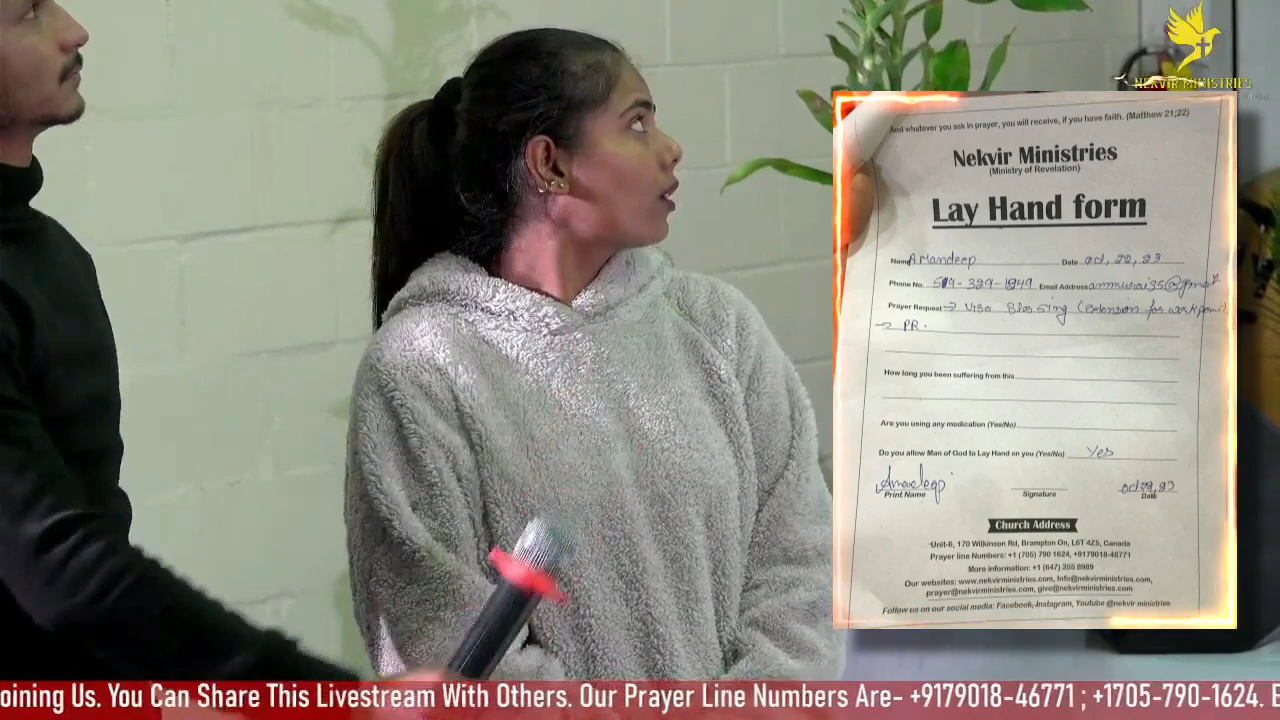 NEKVIR MINISTRIES
And whatever you ask in prayer, you will receive, if you have faith. (Matthew 21;22)
Nekvir Ministries
(Ministry of Revelation)
Lay Hand form
Name Amandeep Date oct, 22, 23
Phone No. 519-329-1849 Email Address
Prayer Request → Visa Blessing (Extension for work
→ PR.
How long you been suffering from this
Are you using any medication (Yes/No)
Do you allow Man of God to Lay Hand on you (Yes/No) Yes
Print Name Signature Date
Church Address
Unit-6, 170 Wilkinson Rd, Brampton On, L6T 4Z5, Canada
Prayer line Numbers: +1 (705) 790 1624, +9179018-46771
More information: +1 (647) 355 8989
Our websites: www.nekvirministries.com, Info@nekvirministries.com,
prayer@nekvirministries.com, give@nekvirministries.com
Follow us on our social media: Facebook, Instagram, Youtube @nekvir ministries
oining Us. You Can Share This Livestream With Others. Our Prayer Line Numbers Are- +9179018-46771 ; +1705-790-1624. E